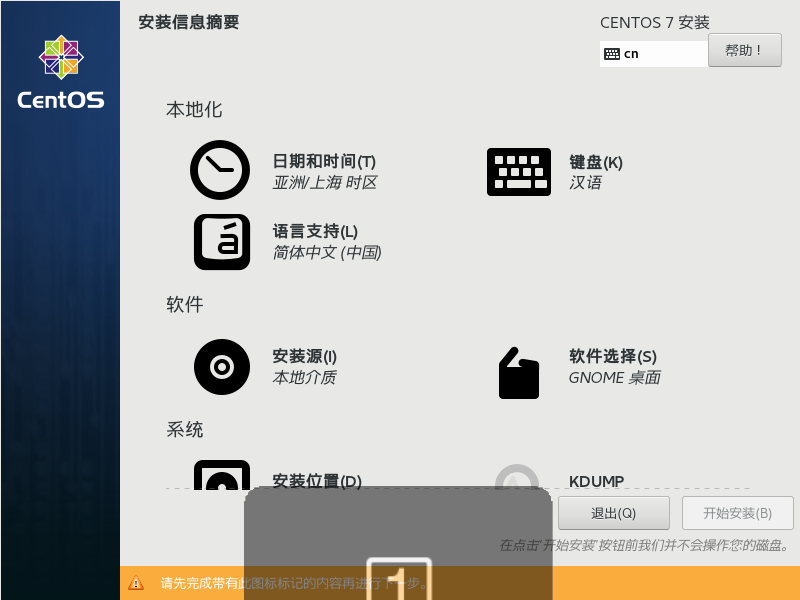 CentOS
安装信息摘要
CENTOS 7 安装
cn
帮助！
本地化
日期和时间(T)
亚洲/上海 时区
键盘(K)
汉语
语言支持(L)
简体中文 (中国)
软件
安装源(I)
本地介质
软件选择(S)
GNOME 桌面
系统
安装位置(D)
KDUMP
退出(Q)
开始安装(B)
在点击"开始安装"按钮前我们并不会操作您的磁盘。
请先完成带有此图标标记的内容再进行下一步。
1